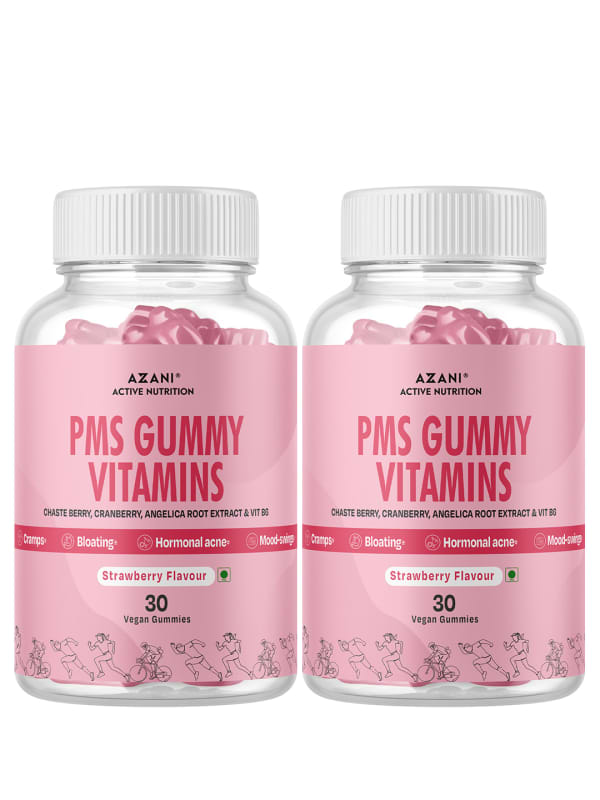 AZANI®
ACTIVE NUTRITION
PMS GUMMY
VITAMINS
CHASTE BERRY, CRANBERRY, ANGELICA ROOT EXTRACT & VIT B6
Cramps
Bloating
Hormonal acne
Mood-swings
Strawberry Flavour
30
Vegan Gummies
AZANI®
ACTIVE NUTRITION
PMS GUMMY
VITAMINS
CHASTE BERRY, CRANBERRY, ANGELICA ROOT EXTRACT & VIT B6
Cramps
Bloating
Hormonal acne
Mood-swings
Strawberry Flavour
30
Vegan Gummies